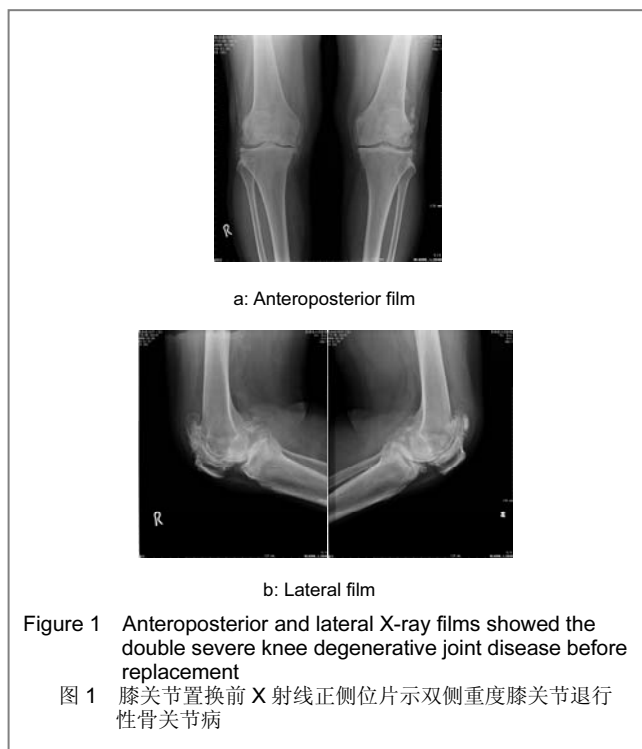 R
a: Anteroposterior film
R
b: Lateral film
Figure 1 Anteroposterior and lateral X-ray films showed the
double severe knee degenerative joint disease before
replacement
图 1 膝关节置换前 X 射线正侧位片示双侧重度膝关节退行
性骨关节病